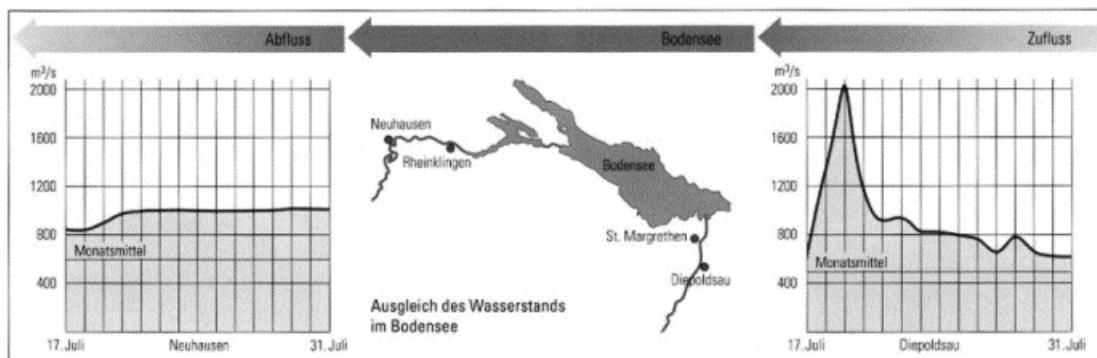 Abfluss
Bodensee
Zufluss
m³/s
2000
1600
1200
800
400
Monatsmittel
17. Juli
Neuhausen
31. Juli
Neuhausen
Rheinklingen
Bodensee
St. Margrethen
Diepoldsau
Ausgleich des Wasserstands
im Bodensee
m³/s
2000
1600
1200
800
400
Monatsmittel
17. Juli
Diepoldsau
31. Juli